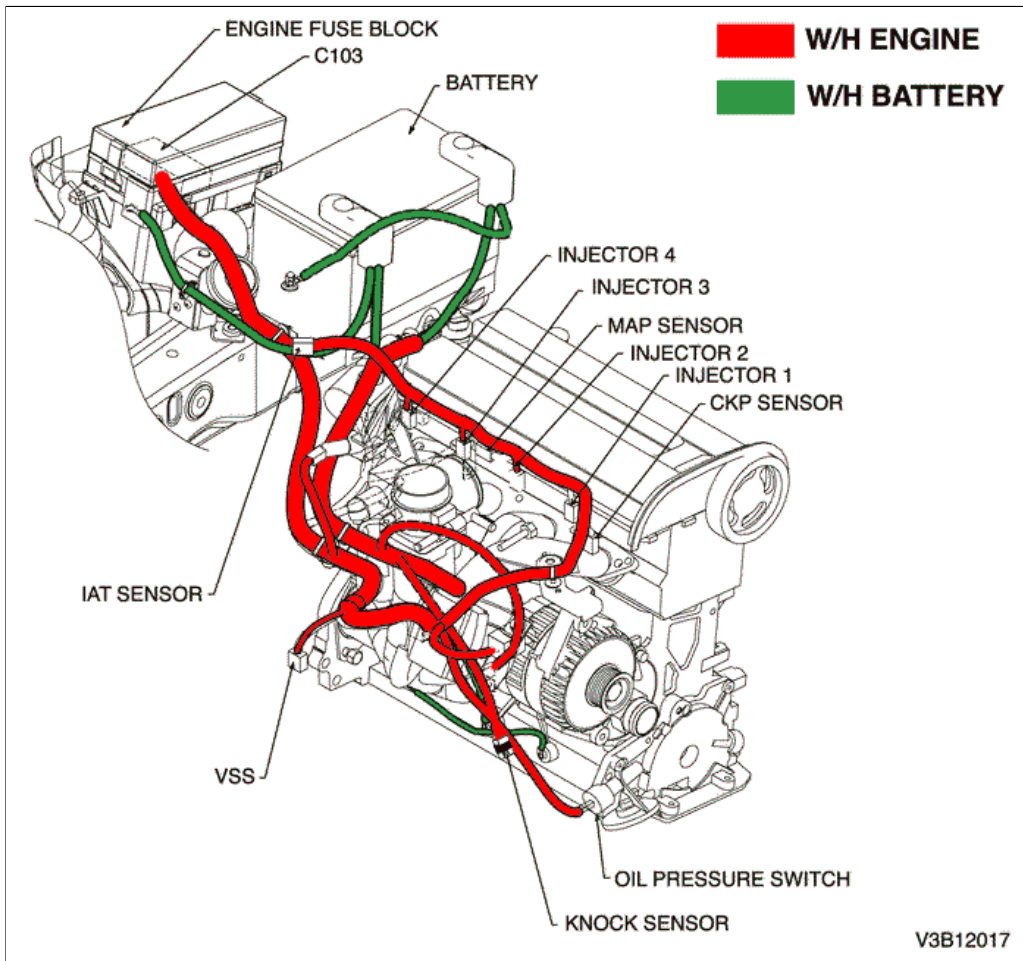 ENGINE FUSE BLOCK
C103
BATTERY
W/H ENGINE
W/H BATTERY
INJECTOR 4
INJECTOR 3
MAP SENSOR
INJECTOR 2
INJECTOR 1
CKP SENSOR
IAT SENSOR
VSS
OIL PRESSURE SWITCH
KNOCK SENSOR
V3B12017